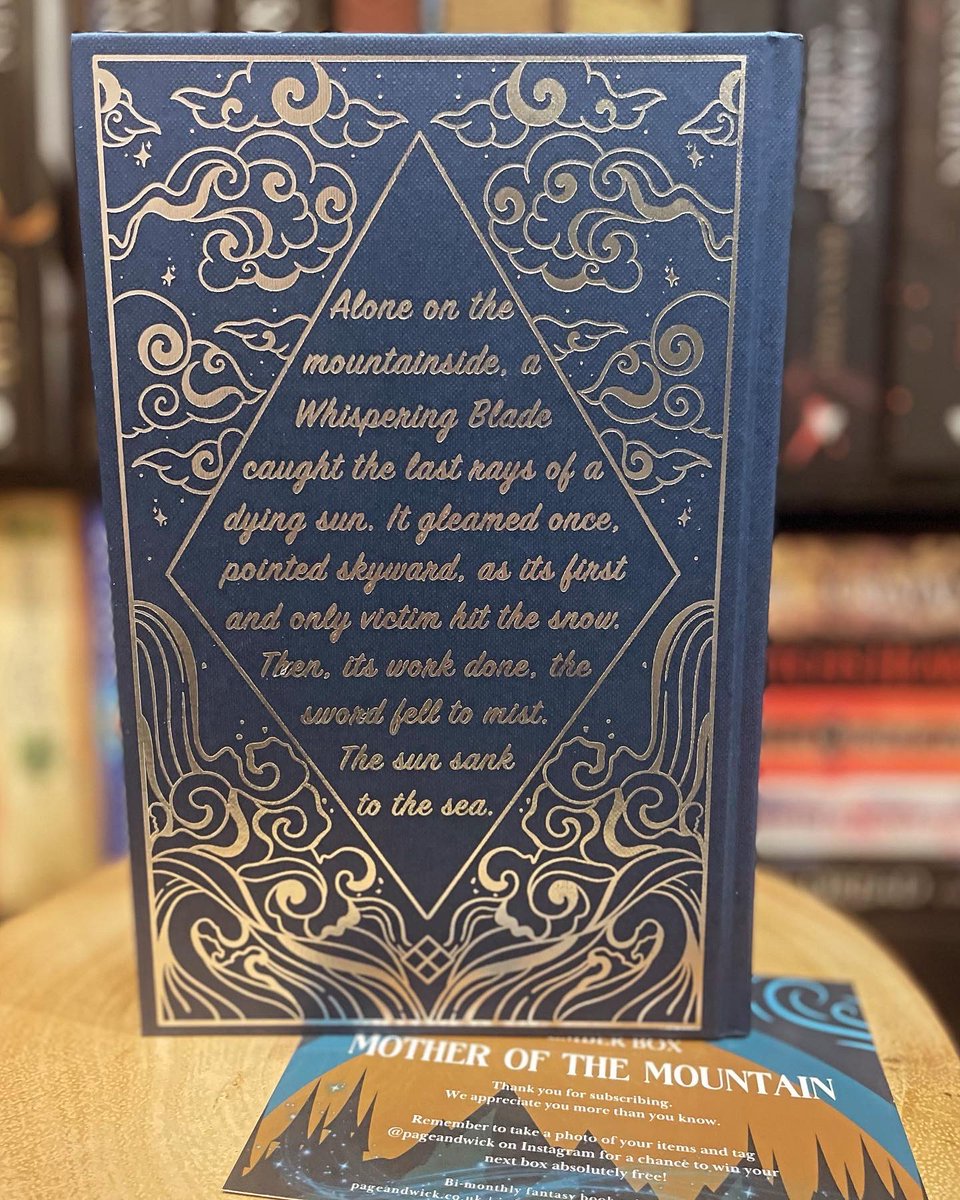 Alone on the
mountainside, a
Whispering Blade
caught the last rays of a
dying sun. It gleamed once,
pointed skyward, as its first
and only victim hit the snow.
Then, its work done, the
sword fell to mist.
The sun sank
to the sea.
BOX
MOTHER OF THE MOUNTAIN
Thank you for subscribing.
We appreciate you more than you know.
Remember to take a photo of your items and tag
@pageandwick on Instagram for a chance to win your
next box absolutely free!
Bi-monthly fantasy book
pageandwick.co.uk